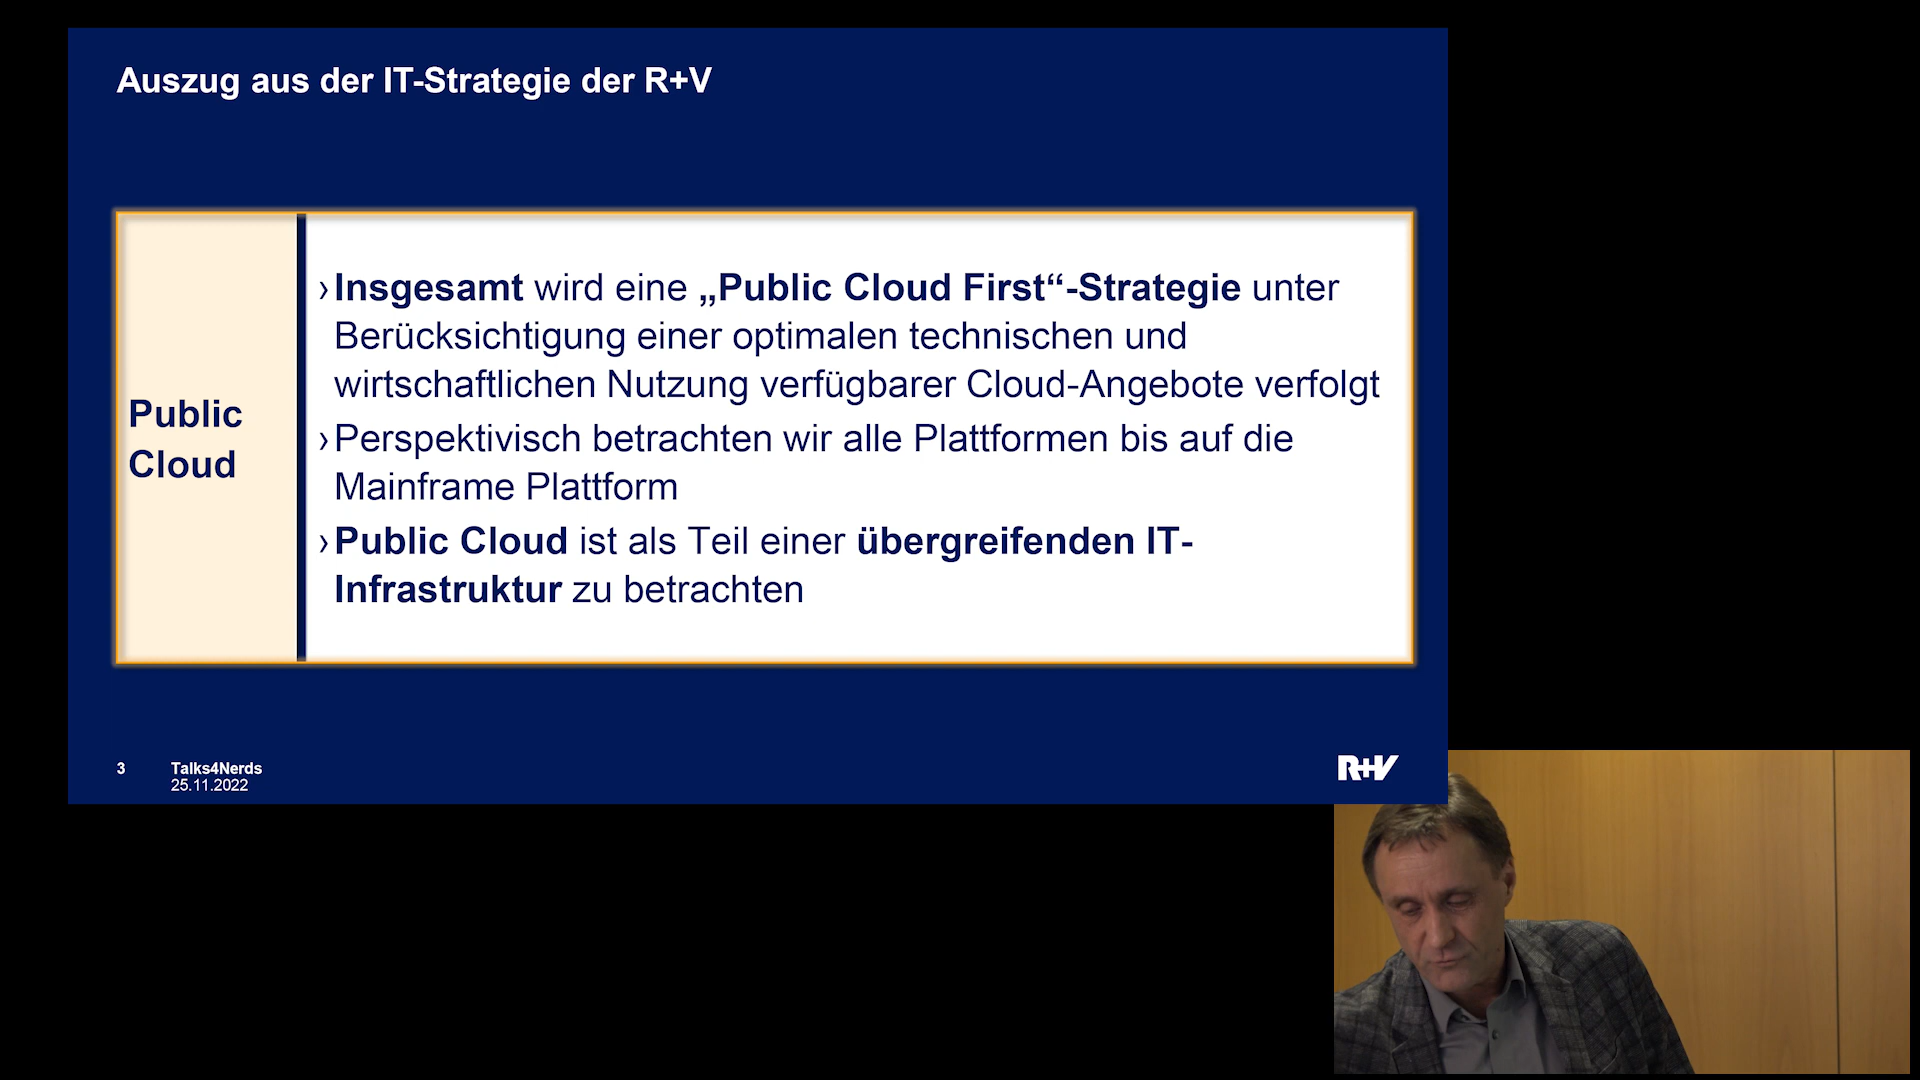 Auszug aus der IT-Strategie der R+V
Public
Cloud
› Insgesamt wird eine „Public Cloud First“-Strategie unter
Berücksichtigung einer optimalen technischen und
wirtschaftlichen Nutzung verfügbarer Cloud-Angebote verfolgt
› Perspektivisch betrachten wir alle Plattformen bis auf die
Mainframe Plattform
› Public Cloud ist als Teil einer übergreifenden IT-
Infrastruktur zu betrachten
3
Talks4Nerds
25.11.2022
R+V